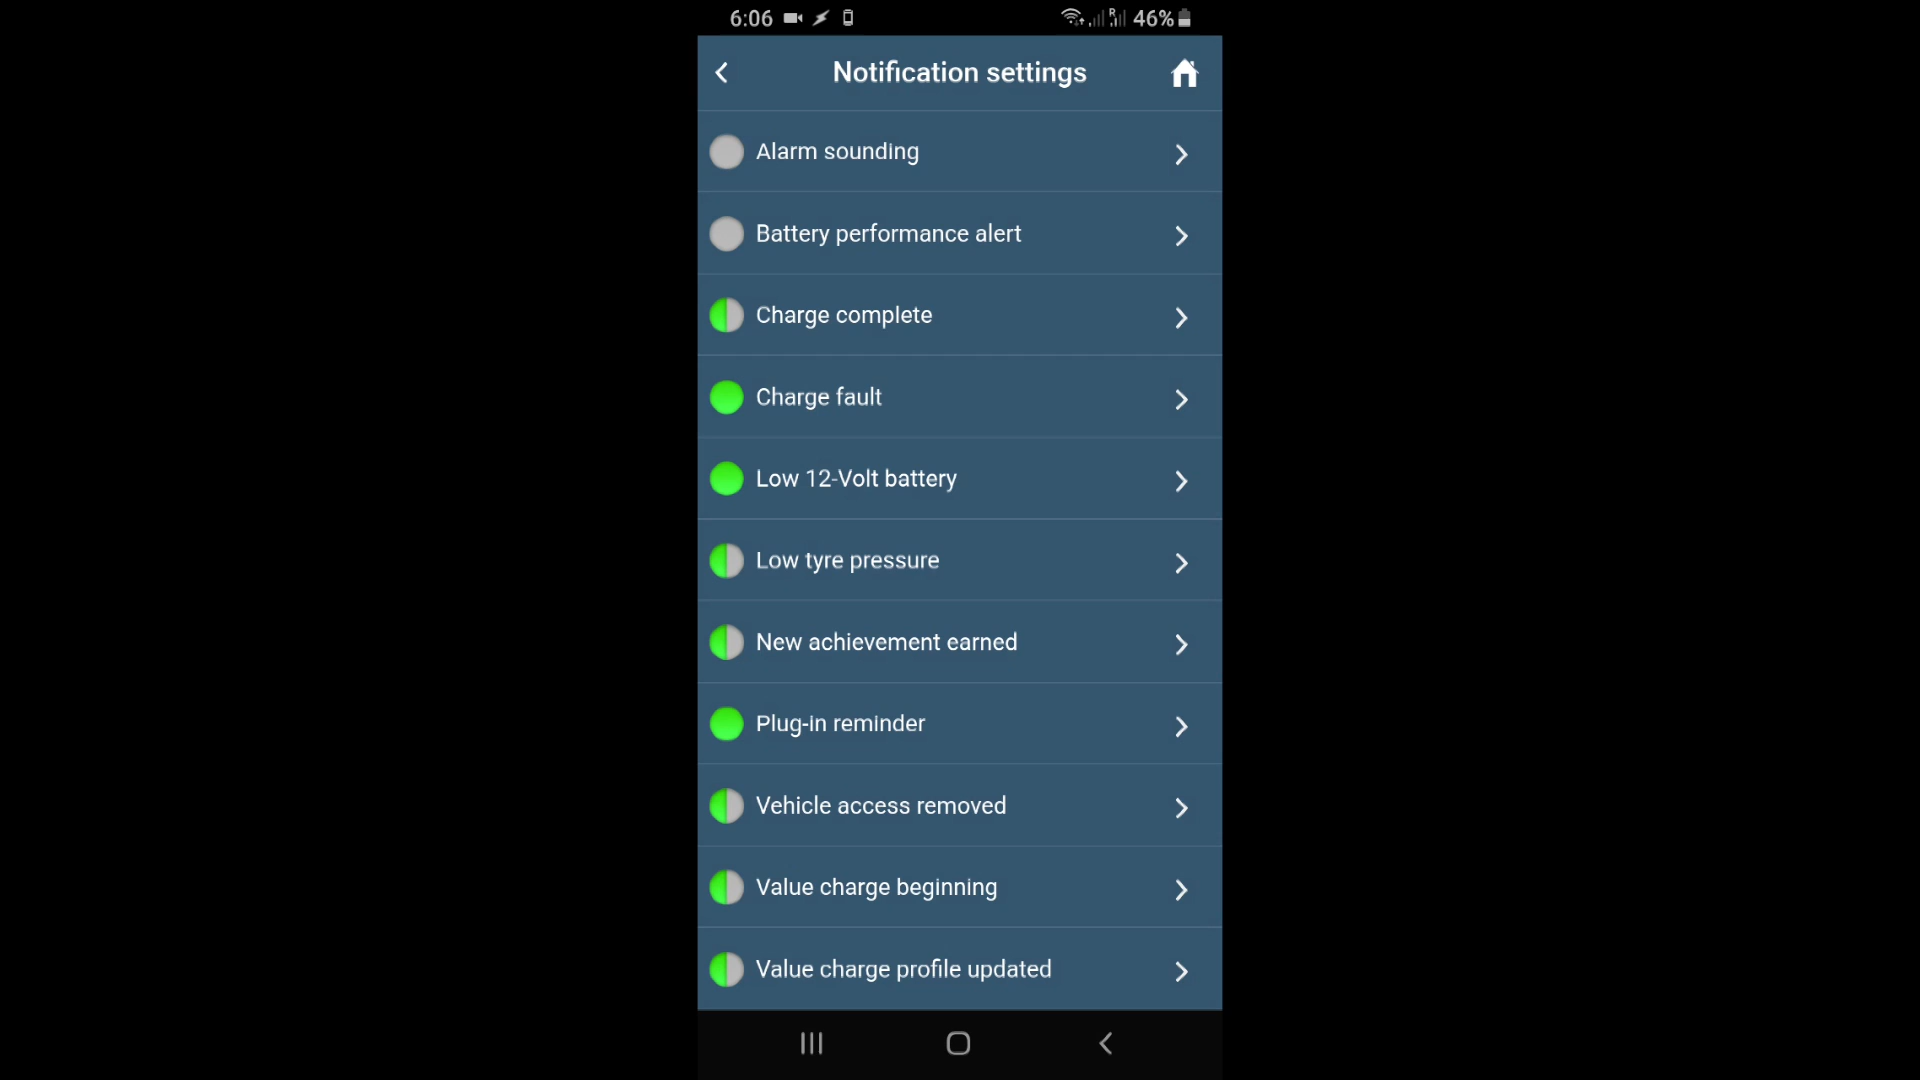 6:06 46%
Notification settings
Alarm sounding
Battery performance alert
Charge complete
Charge fault
Low 12-Volt battery
Low tyre pressure
New achievement earned
Plug-in reminder
Vehicle access removed
Value charge beginning
Value charge profile updated